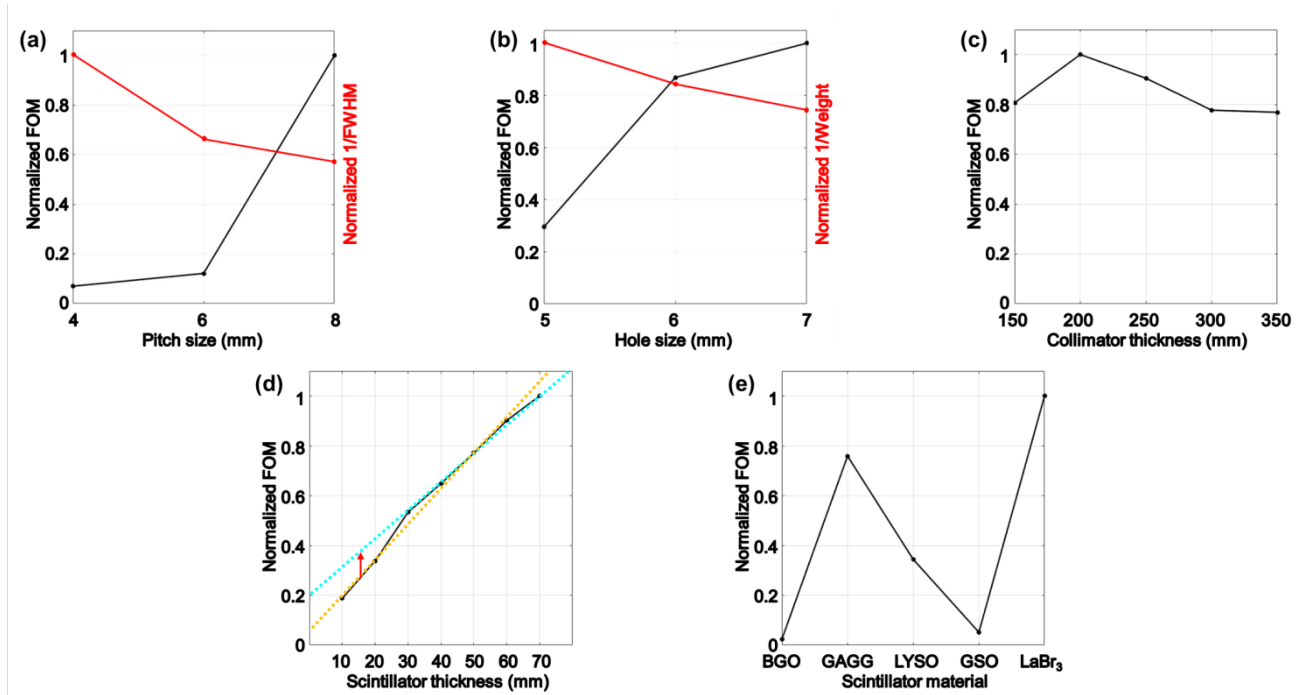 (a)
Normalized FOM
1
0.8
0.6
0.4
0.2
0
4 6 8
Pitch size (mm)
Normalized 1/FWHM
(b)
Normalized FOM
1
0.8
0.6
0.4
0.2
0
5 6 7
Hole size (mm)
Normalized 1/Weight
(c)
Normalized FOM
1
0.8
0.6
0.4
0.2
0
150 200 250 300 350
Collimator thickness (mm)
(d)
Normalized FOM
1
0.8
0.6
0.4
0.2
0
10 20 30 40 50 60 70
Scintillator thickness (mm)
(e)
Normalized FOM
1
0.8
0.6
0.4
0.2
0
BGO GAGG LYSO GSO LaBr₃
Scintillator material